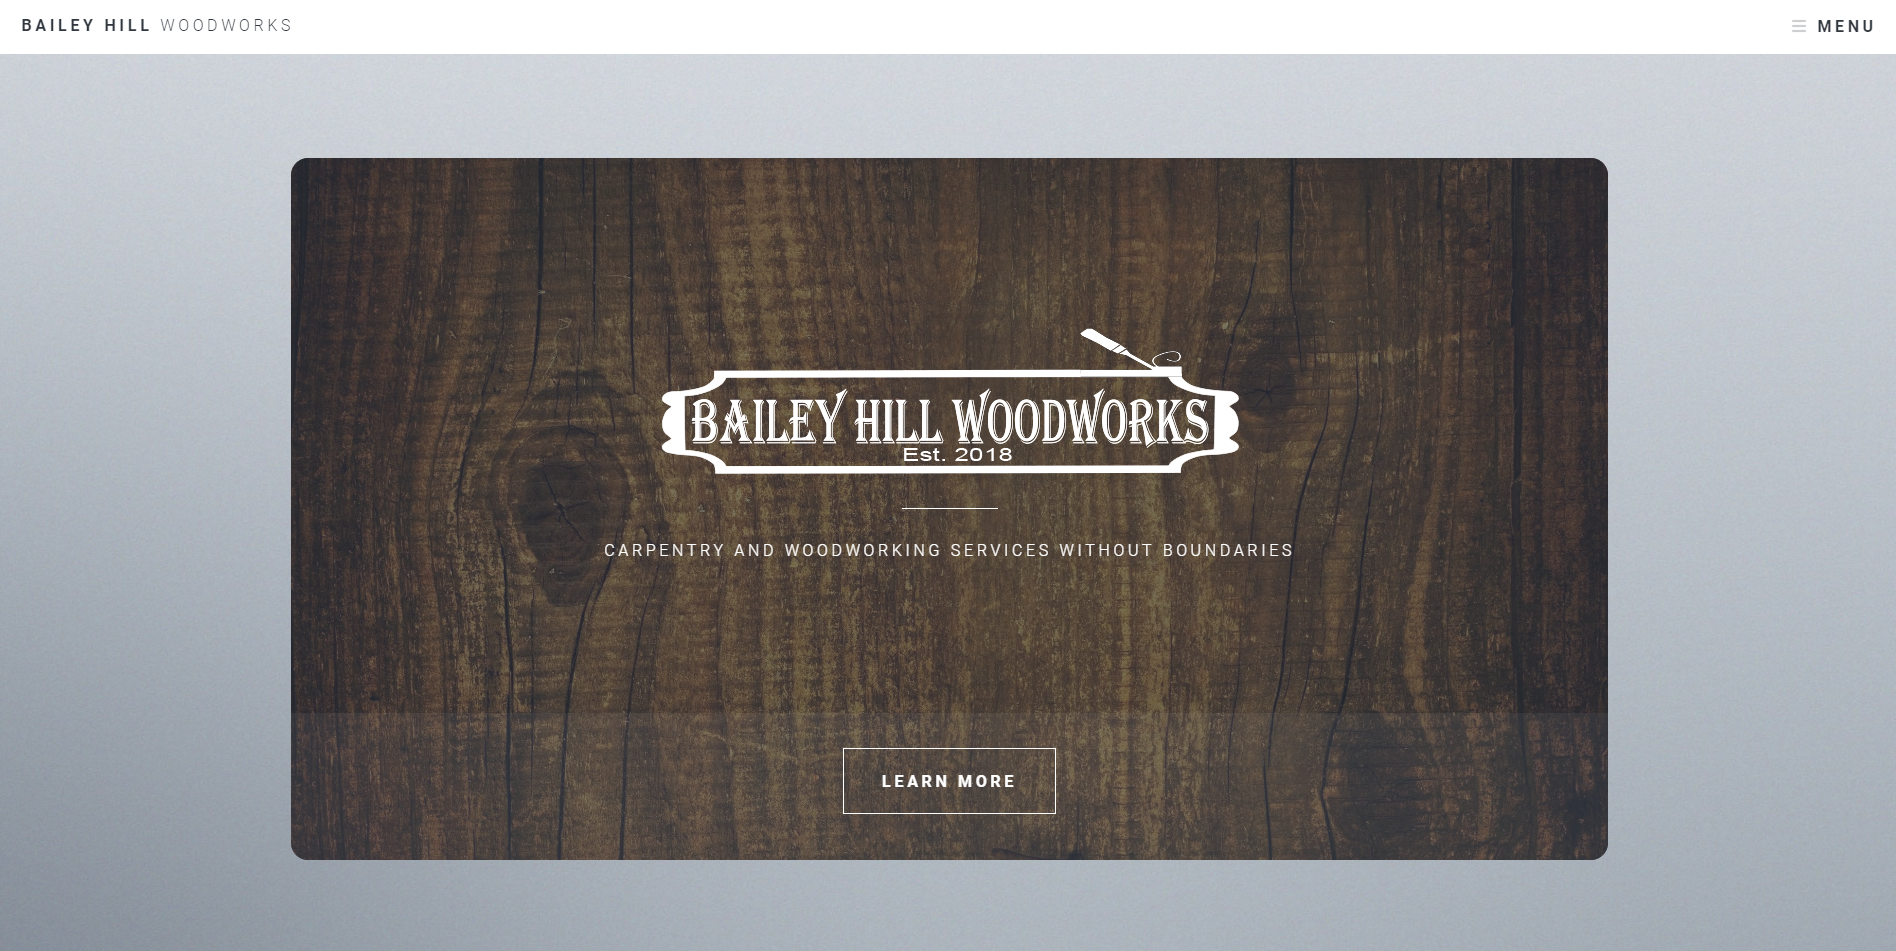 BAILEY HILL WOODWORKS
MENU
BAILEY HILL WOODWORKS
Est. 2018
CARPENTRY AND WOODWORKING SERVICES WITHOUT BOUNDARIES
LEARN MORE